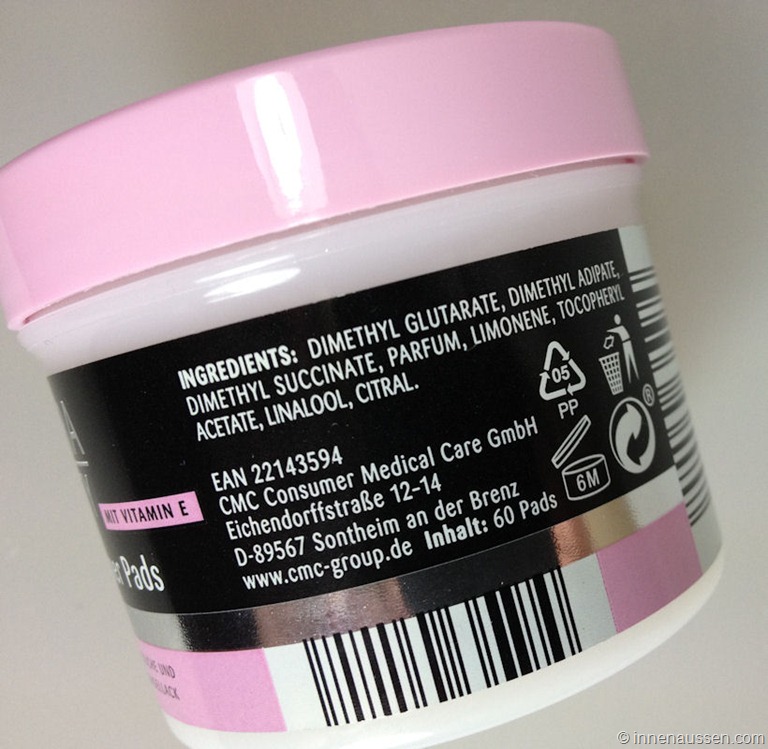 INGREDIENTS: DIMETHYL GLUTARATE, DIMETHYL ADIPATE,
DIMETHYL SUCCINATE, PARFUM, LIMONENE, TOCOPHERYL
ACETATE, LINALOOL, CITRAL.
05
PP
6M
®
EAN 22143594
CMC Consumer Medical Care GmbH
Eichendorffstraße 12-14
D-89567 Sontheim an der Brenz
www.cmc-group.de Inhalt: 60 Pads
A
MIT VITAMIN E
er Pads
UND
© innenaussen.com